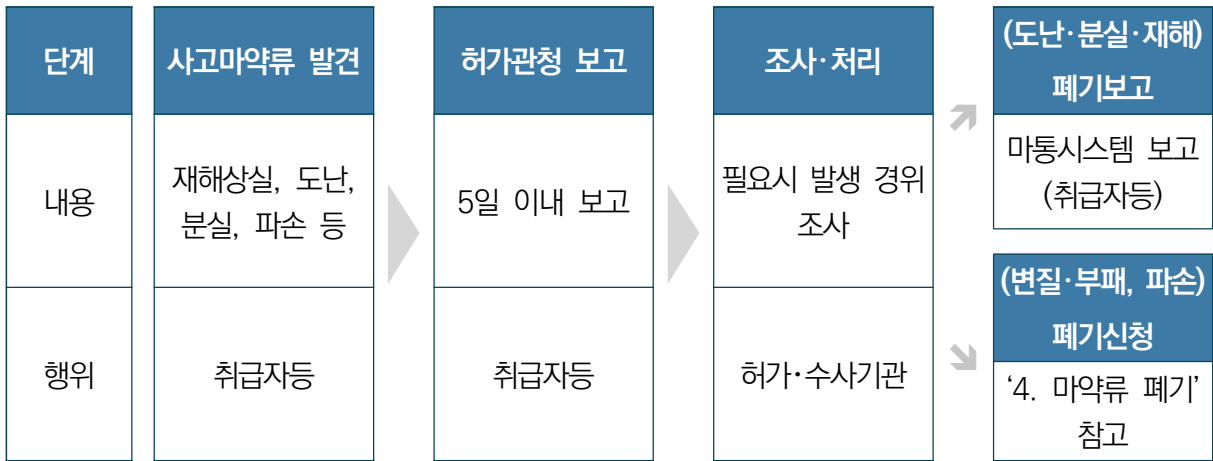 단계
사고마약류 발견
허가관청 보고
조사·처리
(도난·분실·재해)
폐기보고
내용
재해상실, 도난,
분실, 파손 등
5일 이내 보고
필요시 발생 경위
조사
마통시스템 보고
(취급자등)
행위
취급자등
취급자등
허가·수사기관
(변질·부패, 파손)
폐기신청
‘4. 마약류 폐기’
참고